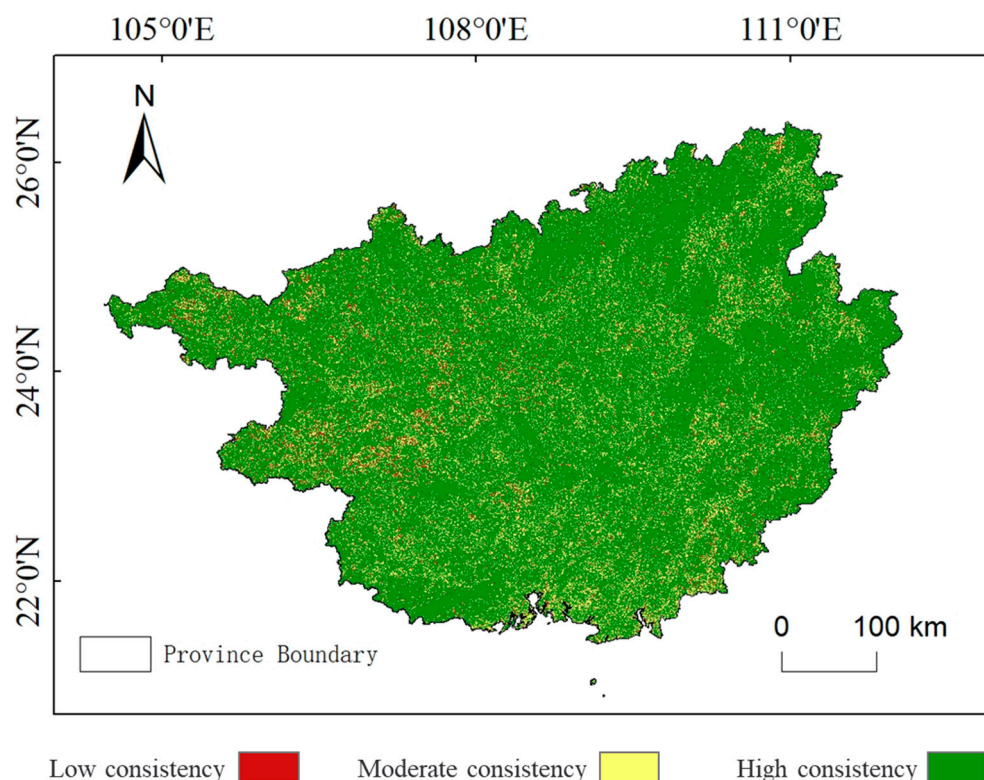 105°0'E 108°0'E 111°0'E
N
26°0'N
24°0'N
22°0'N
0 100 km
Province Boundary
Low consistency Moderate consistency High consistency